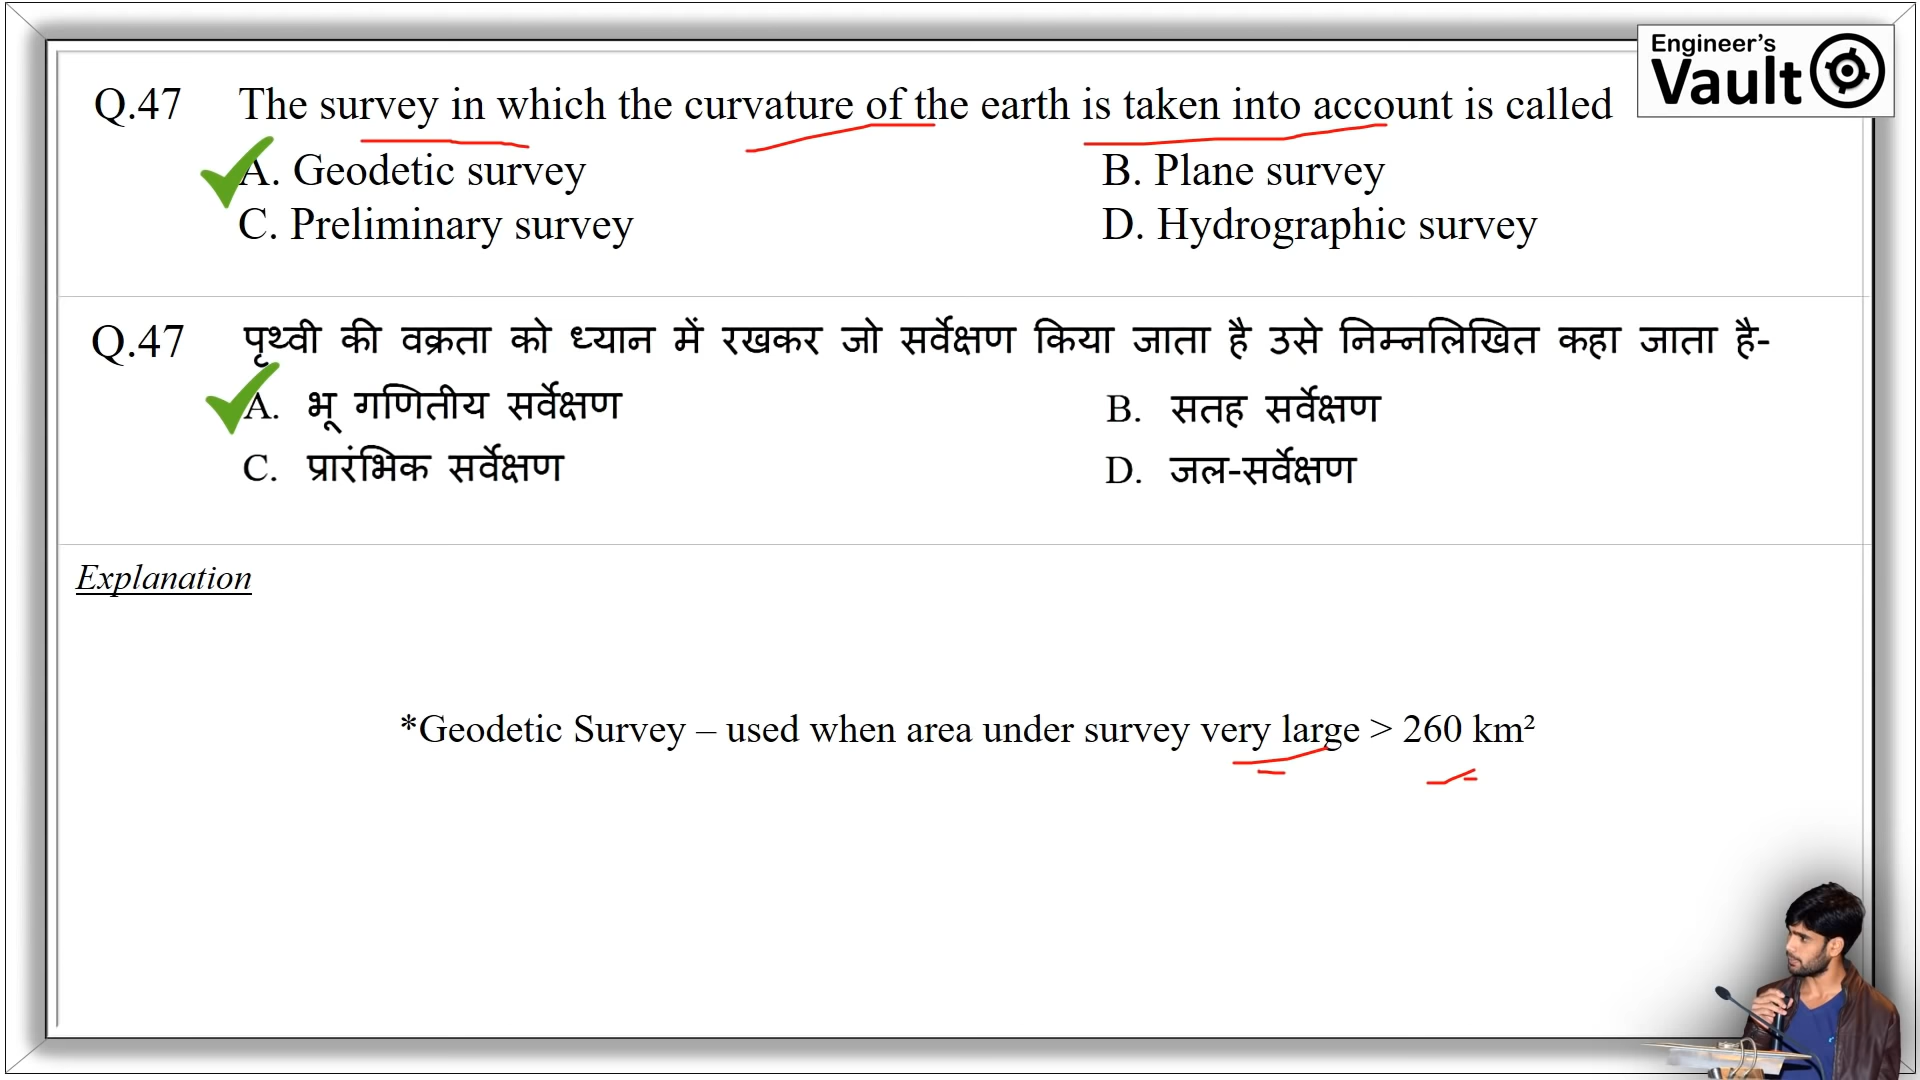 Engineer's
Vault
Q.47 The survey in which the curvature of the earth is taken into account is called
A. Geodetic survey B. Plane survey
C. Preliminary survey D. Hydrographic survey
Q.47 पृथ्वी की वक्रता को ध्यान में रखकर जो सर्वेक्षण किया जाता है उसे निम्नलिखित कहा जाता है-
A. भू गणितीय सर्वेक्षण B. सतह सर्वेक्षण
C. प्रारंभिक सर्वेक्षण D. जल-सर्वेक्षण
Explanation
*Geodetic Survey – used when area under survey very large > 260 km²